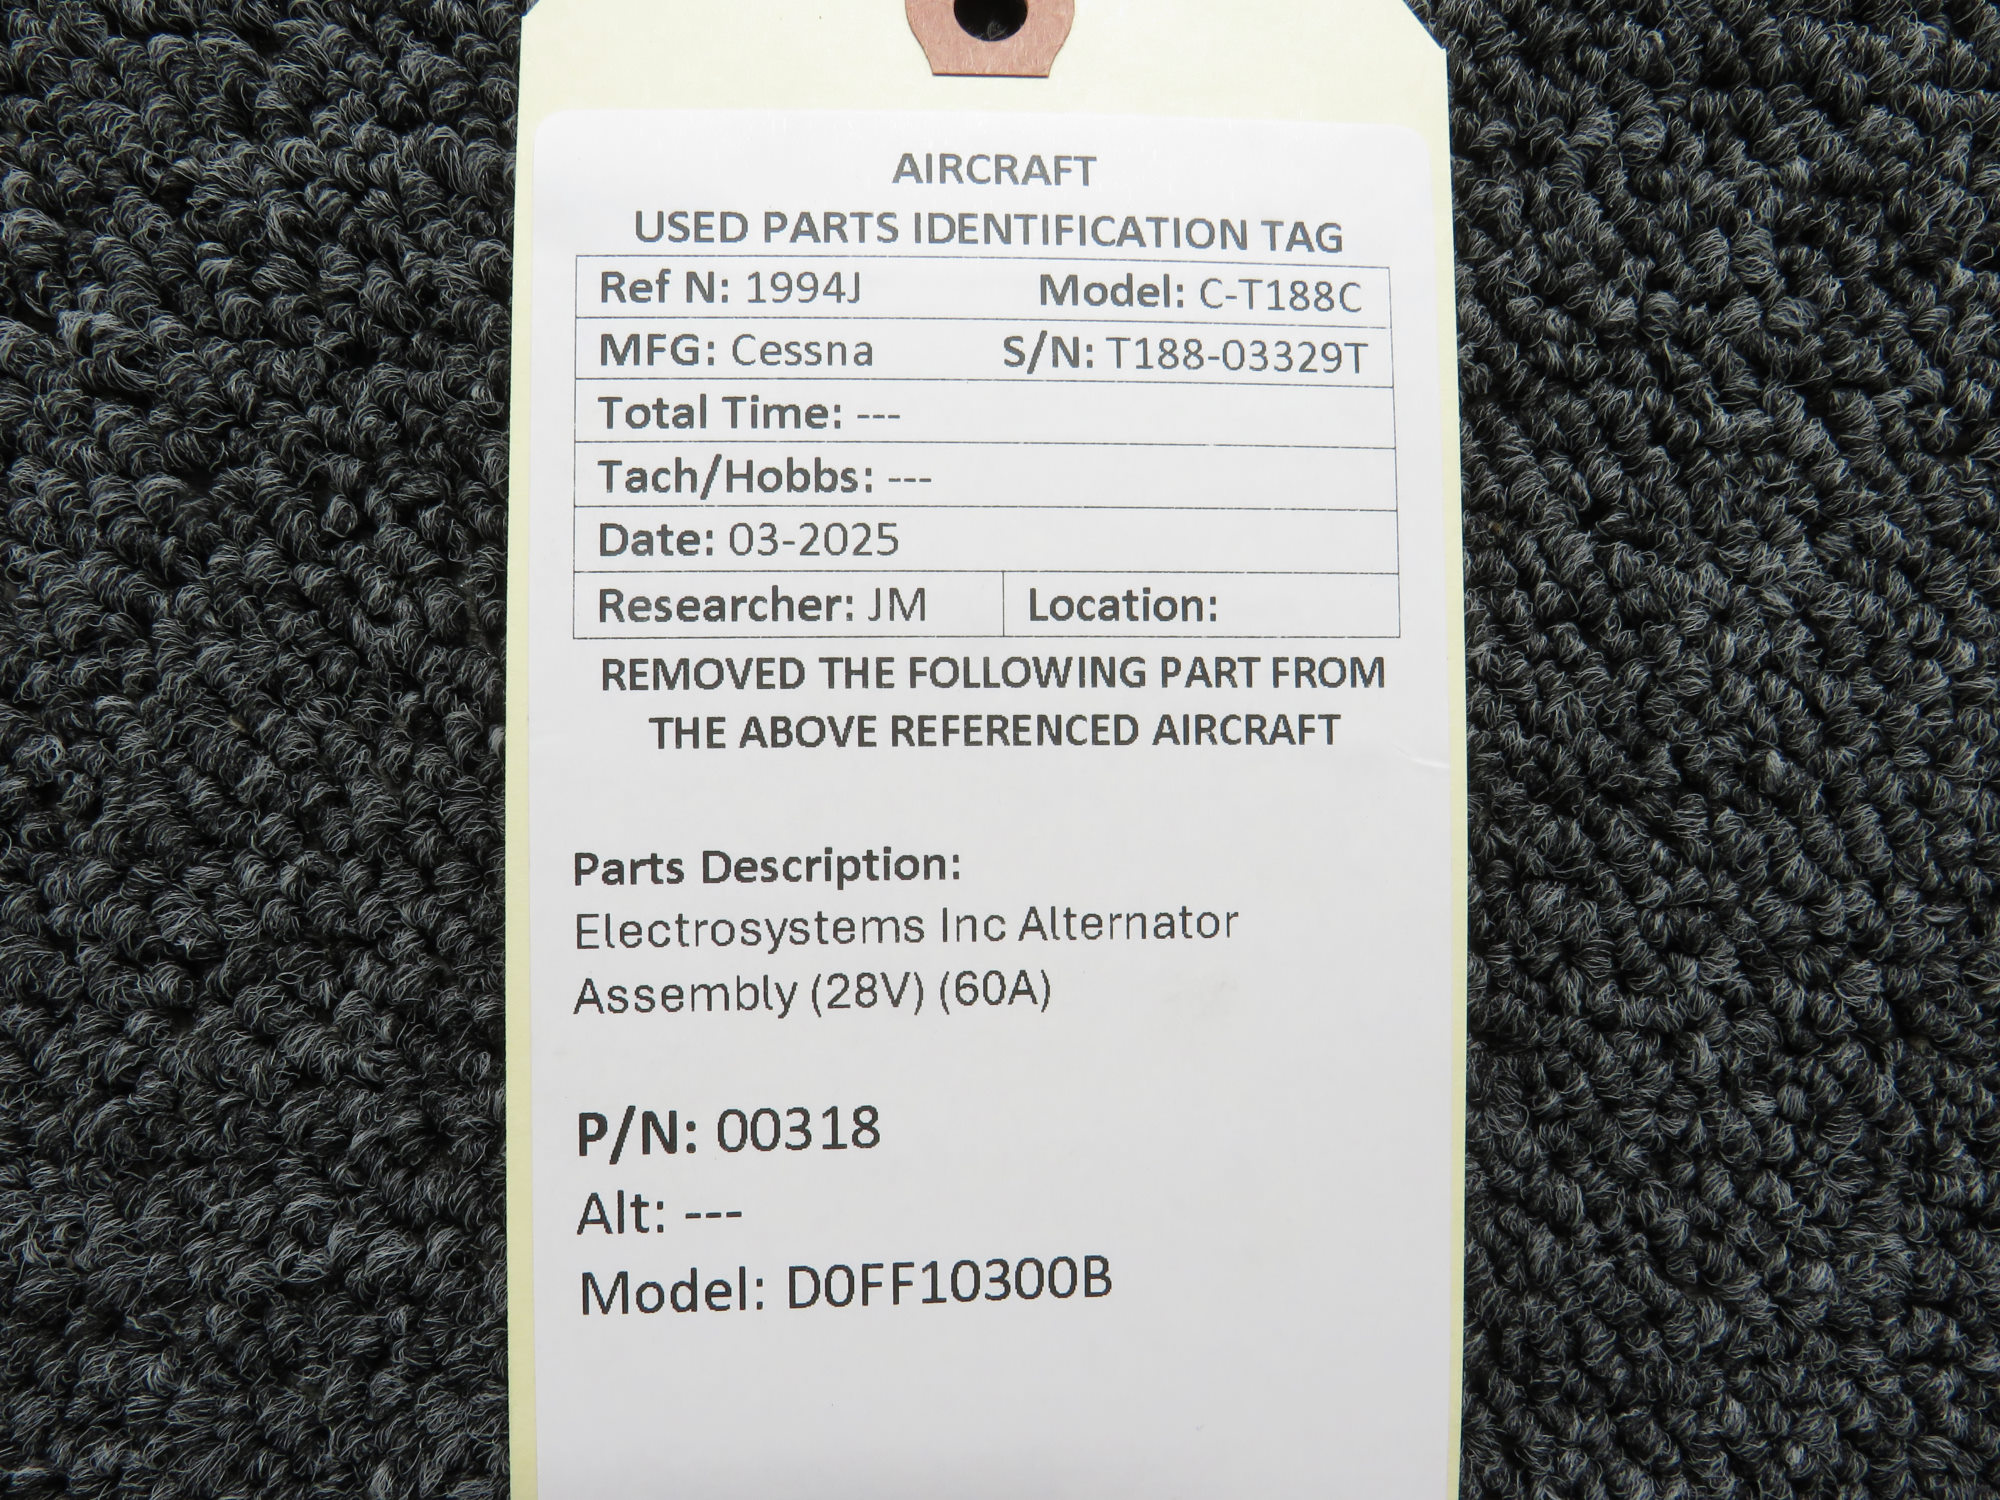 AIRCRAFT
USED PARTS IDENTIFICATION TAG
Ref N: 1994J Model: C-T188C
MFG: Cessna S/N: T188-03329T
Total Time: ---
Tach/Hobbs: ---
Date: 03-2025
Researcher: JM Location:
REMOVED THE FOLLOWING PART FROM
THE ABOVE REFERENCED AIRCRAFT
Parts Description:
Electrosystems Inc Alternator
Assembly (28V) (60A)
P/N: 00318
Alt: ---
Model: D0FF10300B